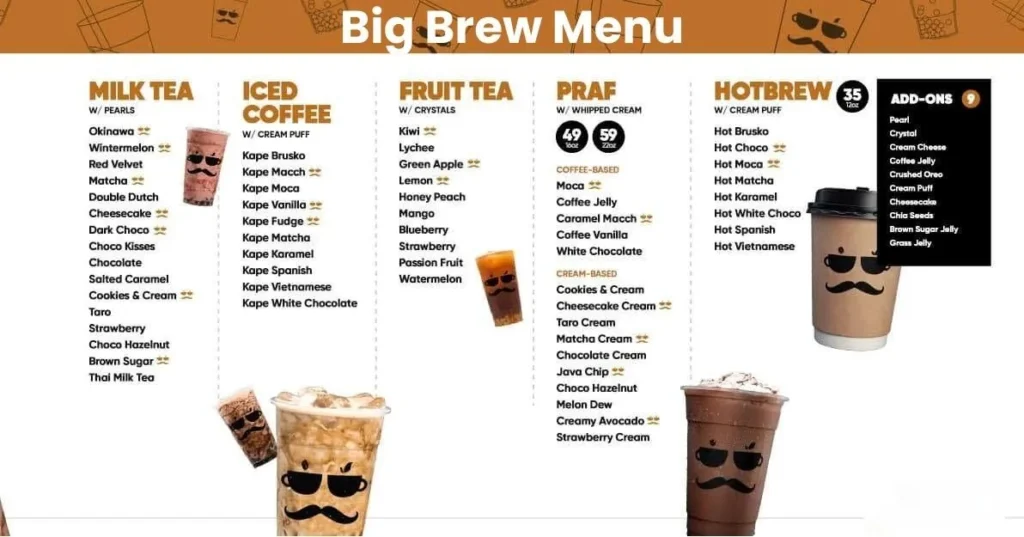 Big Brew Menu
MILK TEA
W/ PEARLS
Okinawa
Wintermelon
Red Velvet
Matcha
Double Dutch
Cheesecake
Dark Choco
Choco Kisses
Chocolate
Salted Caramel
Cookies & Cream
Taro
Strawberry
Choco Hazelnut
Brown Sugar
Thai Milk Tea
ICED
COFFEE
W/ CREAM PUFF
Kape Brusko
Kape Macch
Kape Moca
Kape Vanilla
Kape Fudge
Kape Matcha
Kape Karamel
Kape Spanish
Kape Vietnamese
Kape White Chocolate
FRUIT TEA
W/ CRYSTALS
Kiwi
Lychee
Green Apple
Lemon
Honey Peach
Mango
Blueberry
Strawberry
Passion Fruit
Watermelon
PRAF
W/ WHIPPED CREAM
49
16oz
59
22oz
COFFEE-BASED
Moca
Coffee Jelly
Caramel Macch
Coffee Vanilla
White Chocolate
CREAM-BASED
Cookies & Cream
Cheesecake Cream
Taro Cream
Matcha Cream
Chocolate Cream
Java Chip
Choco Hazelnut
Melon Dew
Creamy Avocado
Strawberry Cream
HOTBREW
35
12oz
W/ CREAM PUFF
Hot Brusko
Hot Choco
Hot Moca
Hot Matcha
Hot Karamel
Hot White Choco
Hot Spanish
Hot Vietnamese
ADD-ONS 9
Pearl
Crystal
Cream Cheese
Coffee Jelly
Crushed Oreo
Cream Puff
Cheesecake
Chia Seeds
Brown Sugar Jelly
Grass Jelly